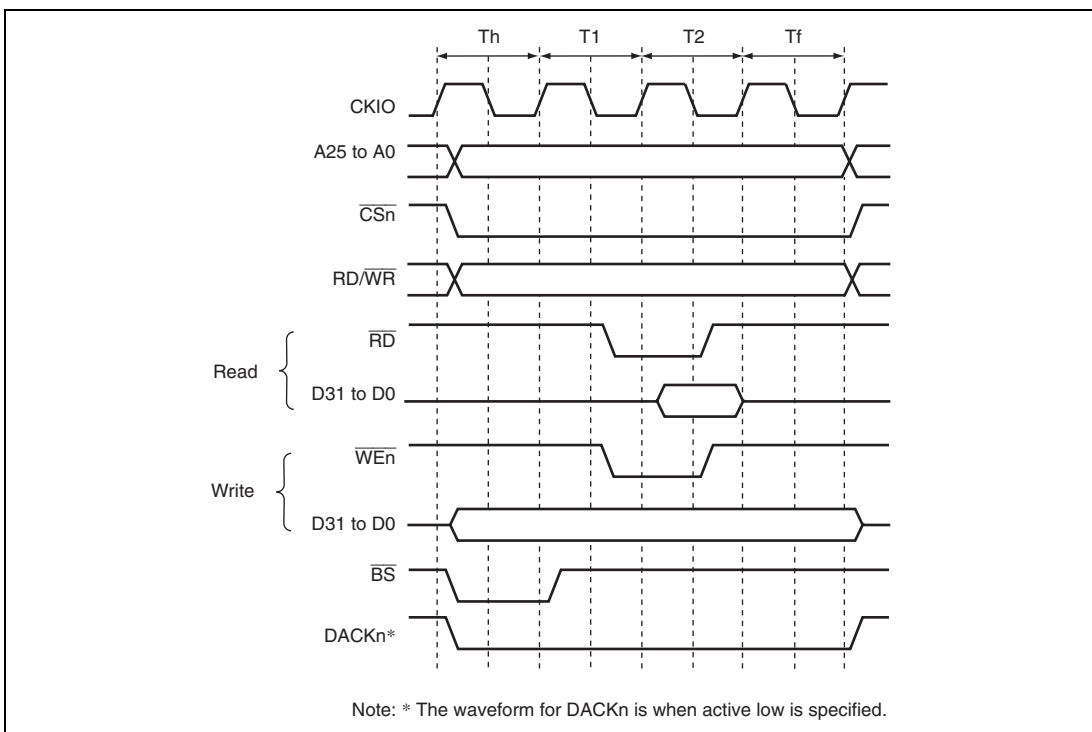 Th T1 T2 Tf
CKIO
A25 to A0
CSn
RD/WR
RD
Read
D31 to D0
WEn
Write
D31 to D0
BS
DACKn*
Note: * The waveform for DACKn is when active low is specified.